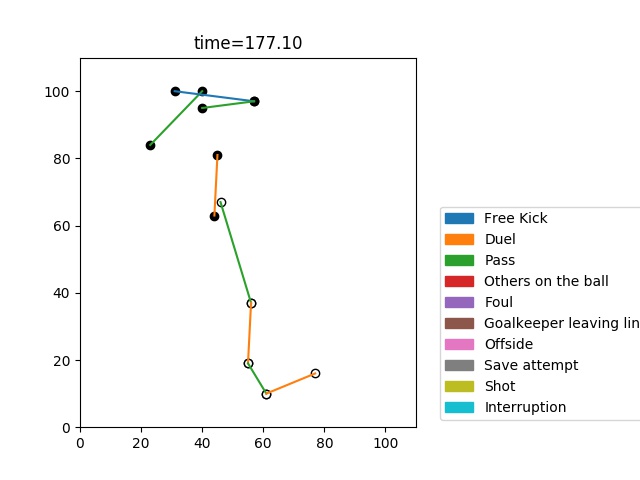 time=177.10
100
80
60
40
20
0
0 20 40 60 80 100
Free Kick
Duel
Pass
Others on the ball
Foul
Goalkeeper leaving lin
Offside
Save attempt
Shot
Interruption